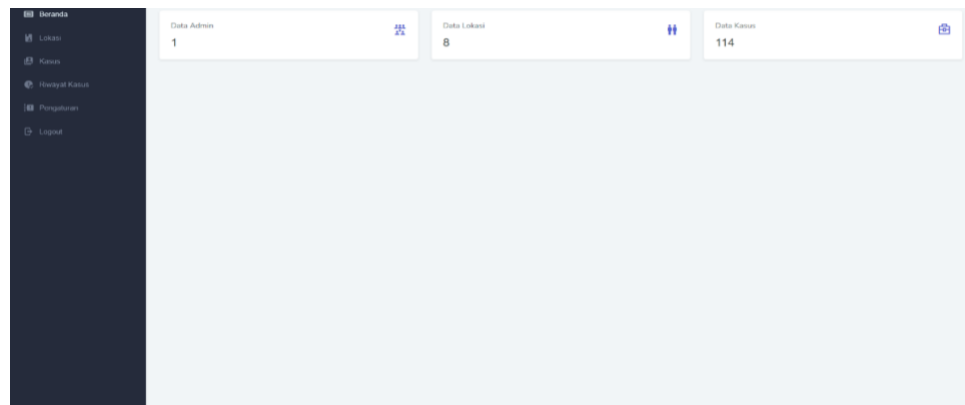 Beranda
Lokasi
Kasus
Riwayat Kasus
Pengaturan
Logout
Data Admin
1
Data Lokasi
8
Data Kasus
114